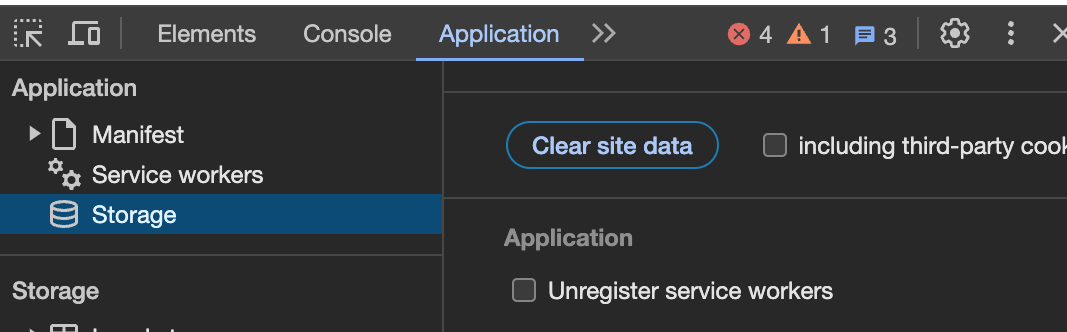 Elements Console Application 4 1 3
Application
Manifest
Service workers
Storage
Storage
Clear site data including third-party
Application
Unregister service workers